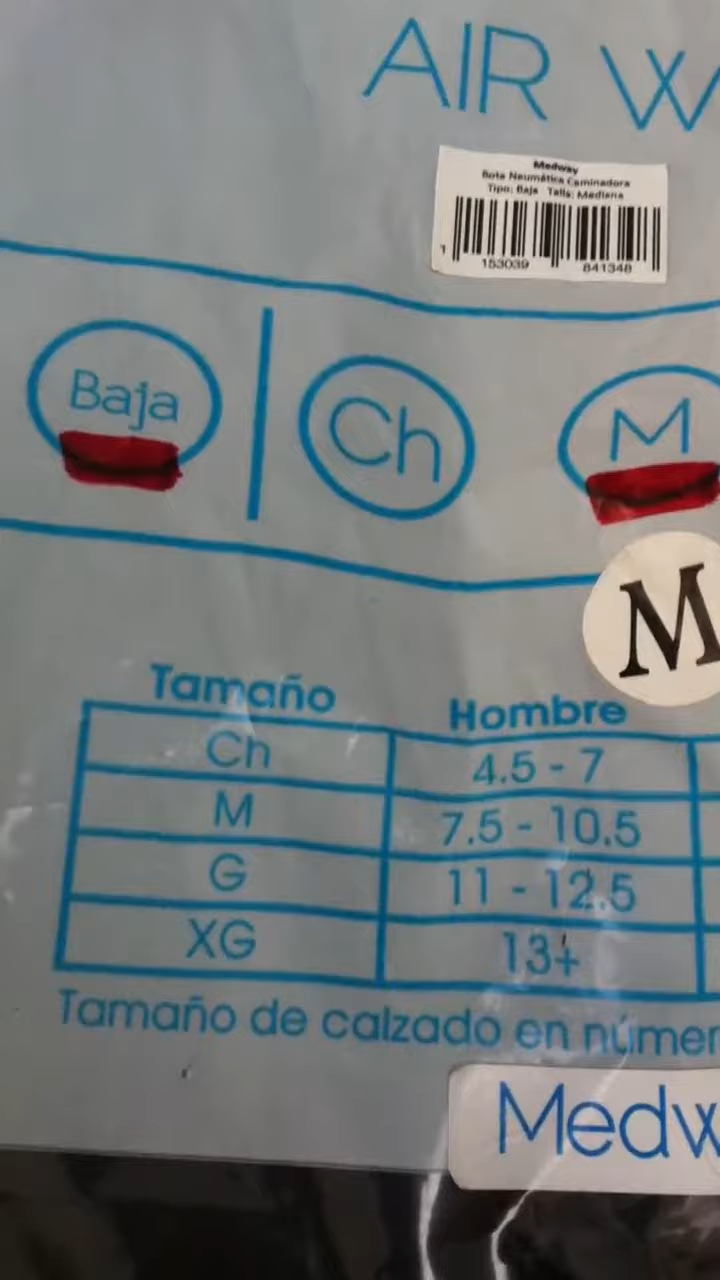 AIR W
Medway
Bota Neumática Caminadora
Tipo: Baja Talla: Mediana
1 153039 841348
Baja
Ch
M
M
Tamaño Hombre
Ch 4.5 - 7
M 7.5 - 10.5
G 11 - 12.5
XG 13+
Tamaño de calzado en númer
Medw